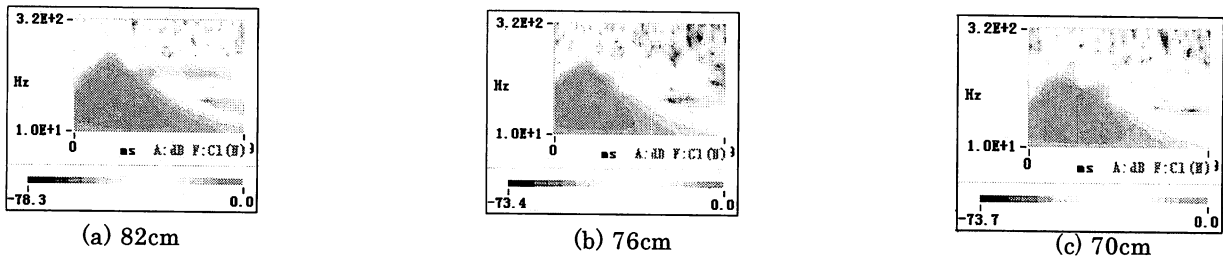 3.2E+2
Hz
1.0E+1
0
ms A:dB F:C1(H)
-78.3 0.0
(a) 82cm
3.2E+2
Hz
1.0E+1
0
ms A:dB F:C1(H)
-73.4 0.0
(b) 76cm
3.2E+2
Hz
1.0E+1
0
ms A:dB F:C1(H)
-73.7 0.0
(c) 70cm